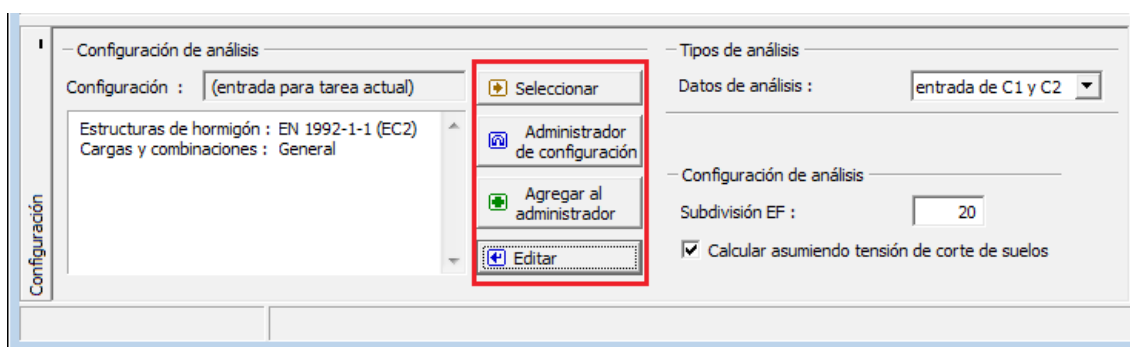 Configuración de análisis
Configuración :
(entrada para tarea actual)
Estructuras de hormigón : EN 1992-1-1 (EC2)
Cargas y combinaciones : General
Seleccionar
Administrador
de configuración
Agregar al
administrador
Editar
Tipos de análisis
Datos de análisis :
entrada de C1 y C2
Configuración de análisis
Subdivisión EF :
20
Calcular asumiendo tensión de corte de suelos
Configuración